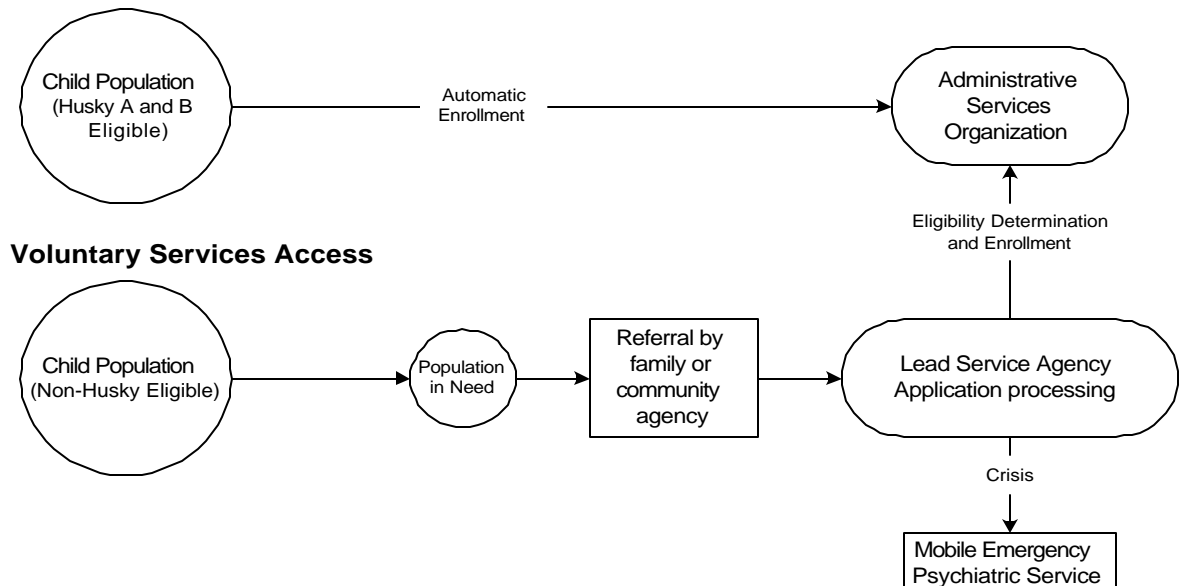 Child Population
(Husky A and B
Eligible)
Automatic
Enrollment
Administrative
Services
Organization
Eligibility Determination
and Enrollment
Voluntary Services Access
Child Population
(Non-Husky Eligible)
Population
in Need
Referral by
family or
community
agency
Lead Service Agency
Application processing
Crisis
Mobile Emergency
Psychiatric Service